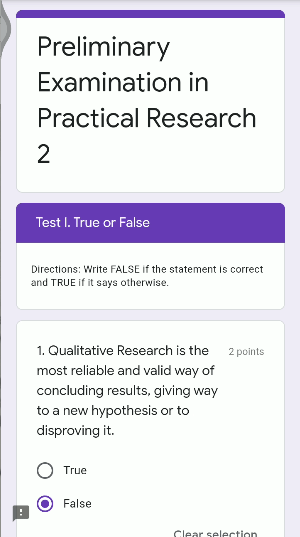 Preliminary
Examination in
Practical Research
2
Test I. True or False
Directions: Write FALSE if the statement is correct
and TRUE if it says otherwise.
1. Qualitative Research is the
2 points
most reliable and valid way of
concluding results, giving way
to a new hypothesis or to
disproving it.
True
False
Clear selection